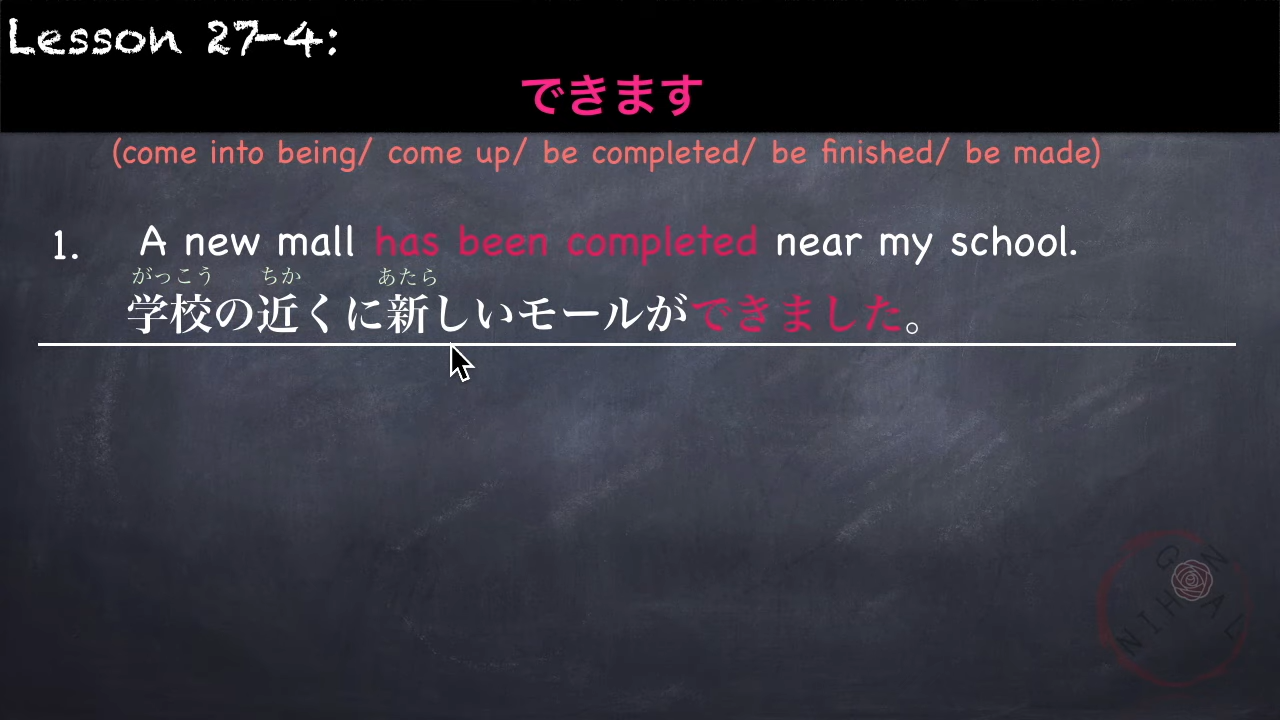 Lesson 27-4:
できます
(come into being/ come up/ be completed/ be finished/ be made)
1. A new mall has been completed near my school.
がっこう ちか あたら
学校の近くに新しいモールができました。
NIHONGOAL